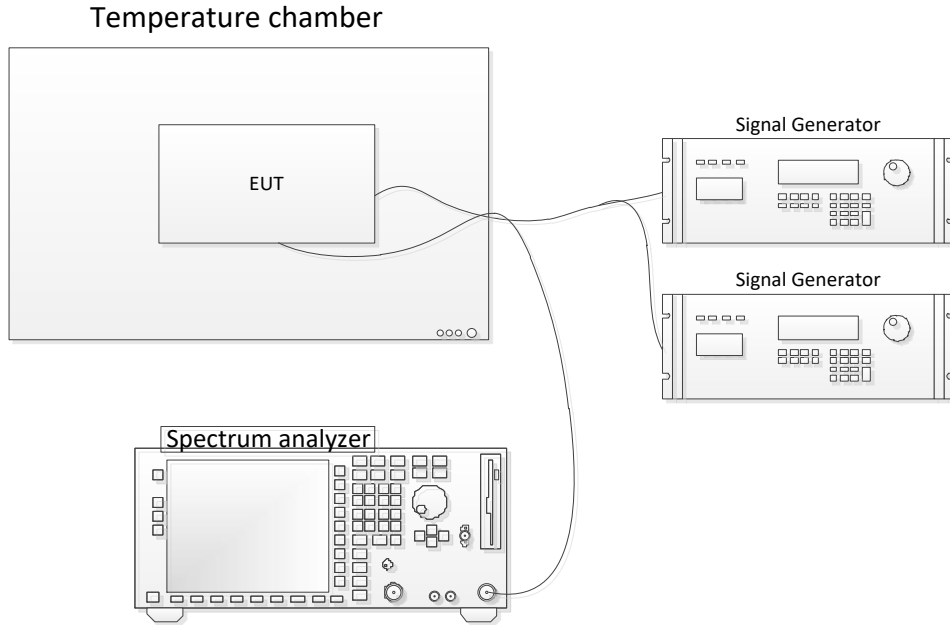 Temperature chamber
Signal Generator
EUT
Signal Generator
Spectrum analyzer